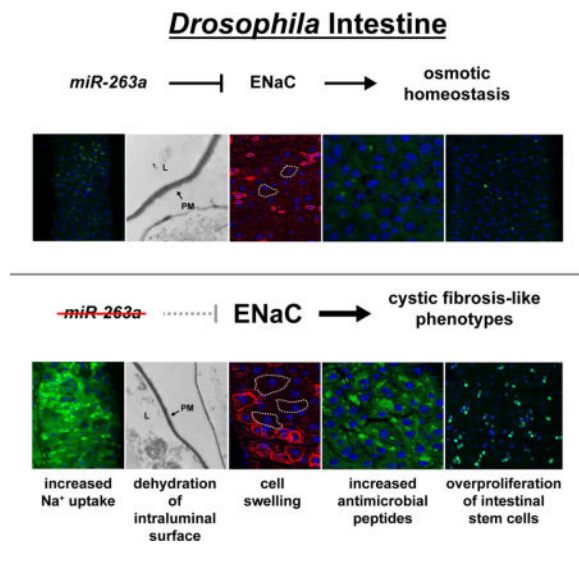 Drosophila Intestine
miR-263a ENaC osmotic
homeostasis
L
PM
miR-263a ENaC cystic fibrosis-like
phenotypes
L
PM
increased
Na⁺ uptake
dehydration
of
intraluminal
surface
cell
swelling
increased
antimicrobial
peptides
overproliferation
of intestinal
stem cells